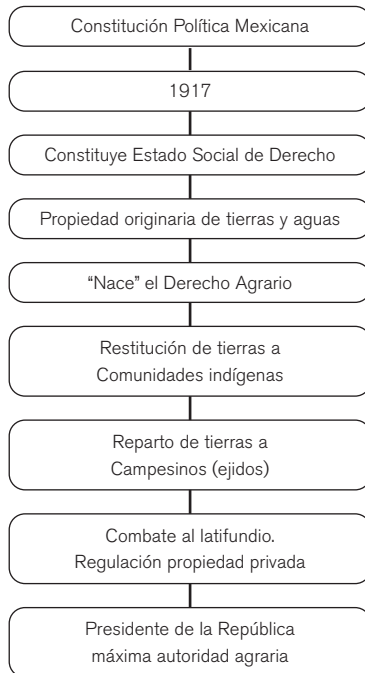 Constitución Política Mexicana
1917
Constituye Estado Social de Derecho
Propiedad originaria de tierras y aguas
“Nace” el Derecho Agrario
Restitución de tierras a
Comunidades indígenas
Reparto de tierras a
Campesinos (ejidos)
Combate al latifundio.
Regulación propiedad privada
Presidente de la República
máxima autoridad agraria